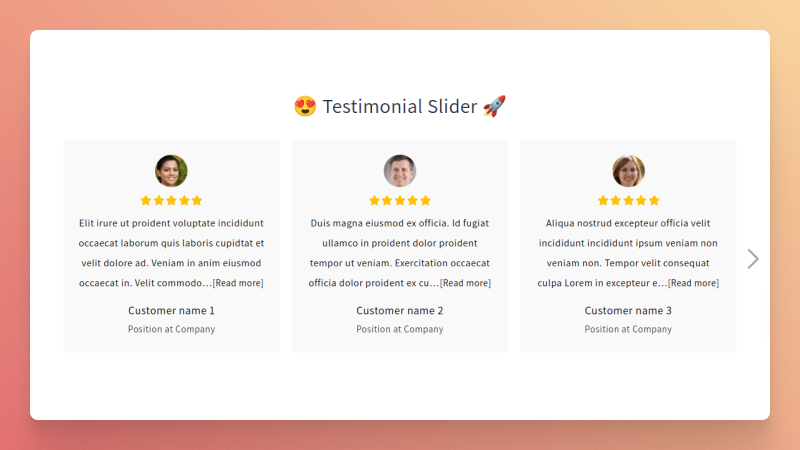 😍 Testimonial Slider 🚀
Elit irure ut proident voluptate incididunt
occaecat laborum quis laboris cupidtat et
velit dolore ad. Veniam in anim eiusmod
occaecat in. Velit commodo...[Read more]
Customer name 1
Position at Company
Duis magna eiusmod ex officia. Id fugiat
ullamco in proident dolor proident
tempor ut veniam. Exercitation occaecat
officia dolor proident ex cu...[Read more]
Customer name 2
Position at Company
Aliqua nostrud excepteur officia velit
incididunt incididunt ipsum veniam non
veniam non. Tempor velit consequat
culpa Lorem in excepteur e...[Read more]
Customer name 3
Position at Company